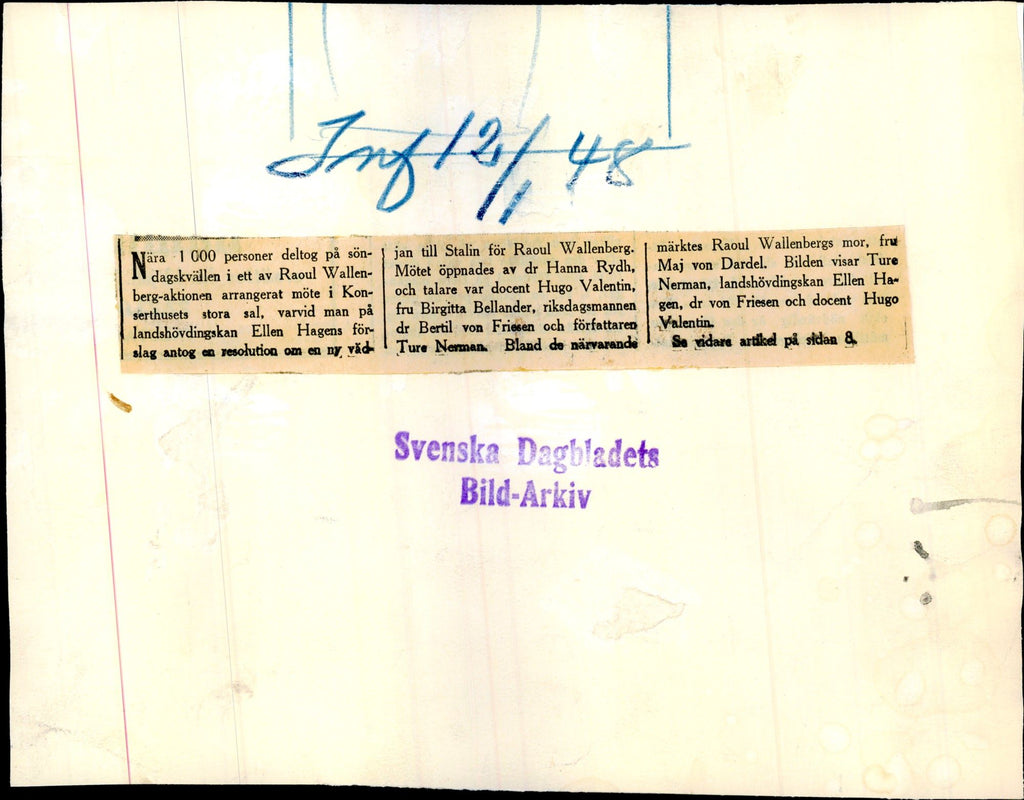 Inf 12/1 48
Nära 1 000 personer deltog på sön-
dagskvällen i ett av Raoul Wallen-
berg-aktionen arrangerat möte i Kon-
serthusets stora sal, varvid man på
landshövdingskan Ellen Hagens för-
slag antog en resolution om en ny väd-
jan till Stalin för Raoul Wallenberg.
Mötet öppnades av dr Hanna Rydh,
och talare var docent Hugo Valentin,
fru Birgitta Bellander, riksdagsmannen
dr Bertil von Friesen och författaren
Ture Nerman. Bland de närvarande
märktes Raoul Wallenbergs mor, fru
Maj von Dardel. Bilden visar Ture
Nerman, landshövdingskan Ellen Ha-
gen, dr von Friesen och docent Hugo
Valentin.
Se vidare artikel på sidan 8.
Svenska Dagbladets
Bild-Arkiv